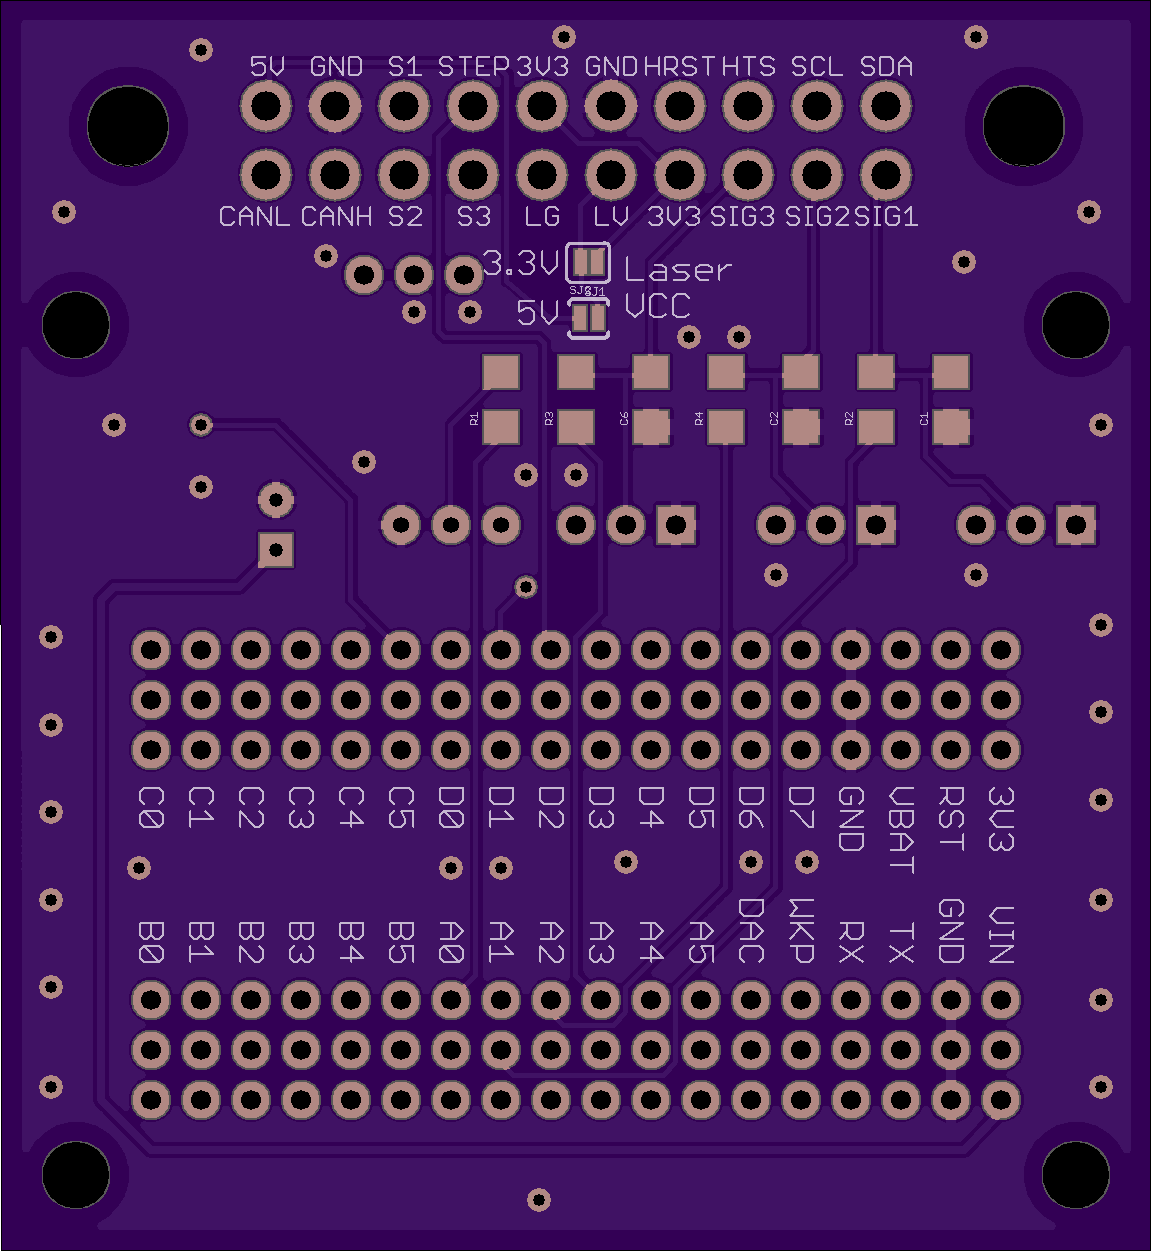 5V GND S1 STEP 3V3 GND HRST HTS SCL SDA
CANL CANH S2 S3 LG LV 3V3 SIG3 SIG2 SIG1
3.3V Laser
SJ2 SJ1
5V VCC
R1 R3 C6 R4 C2 R2 C1
C0 C1 C2 C3 C4 C5 D0 D1 D2 D3 D4 D5 D6 D7 GND VBAT RST 3V3
B0 B1 B2 B3 B4 B5 A0 A1 A2 A3 A4 A5 DAC WKP RX TX GND VIN